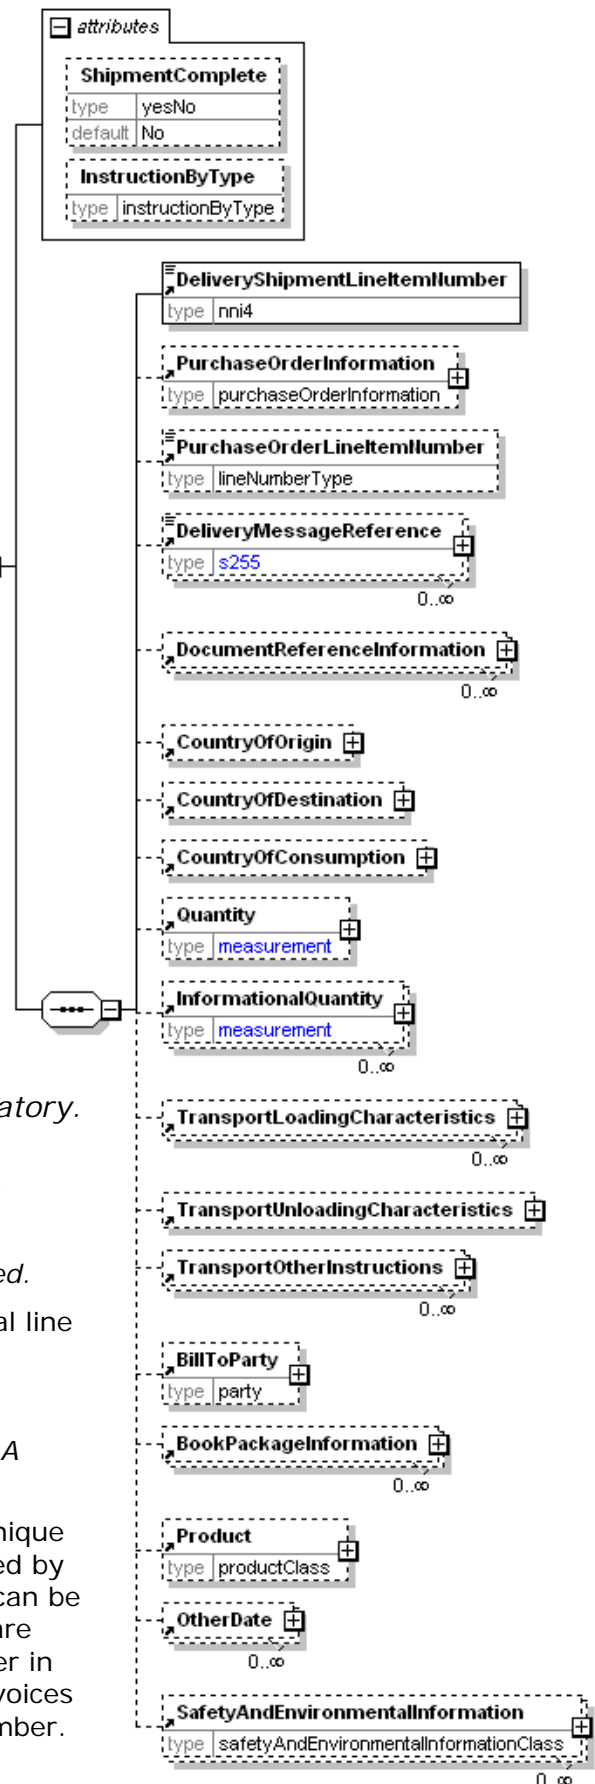 attributes
ShipmentComplete
type yesNo
default No
InstructionByType
type instructionByType
DeliveryShipmentLineItemNumber
type nni4
PurchaseOrderInformation
type purchaseOrderInformation
PurchaseOrderLineItemNumber
type lineNumberType
DeliveryMessageReference
type s255
0..∞
DocumentReferenceInformation
0..∞
CountryOfOrigin
CountryOfDestination
CountryOfConsumption
Quantity
type measurement
InformationalQuantity
type measurement
0..∞
atory.
TransportLoadingCharacteristics
0..∞
TransportUnloadingCharacteristics
ed.
TransportOtherInstructions
0..∞
al line
BillToParty
type party
A
BookPackageInformation
0..∞
nique
ed by
can be
are
er in
voices
mber.
Product
type productClass
OtherDate
0..∞
SafetyAndEnvironmentalInformation
type safetyAndEnvironmentalInformationClass
0..∞